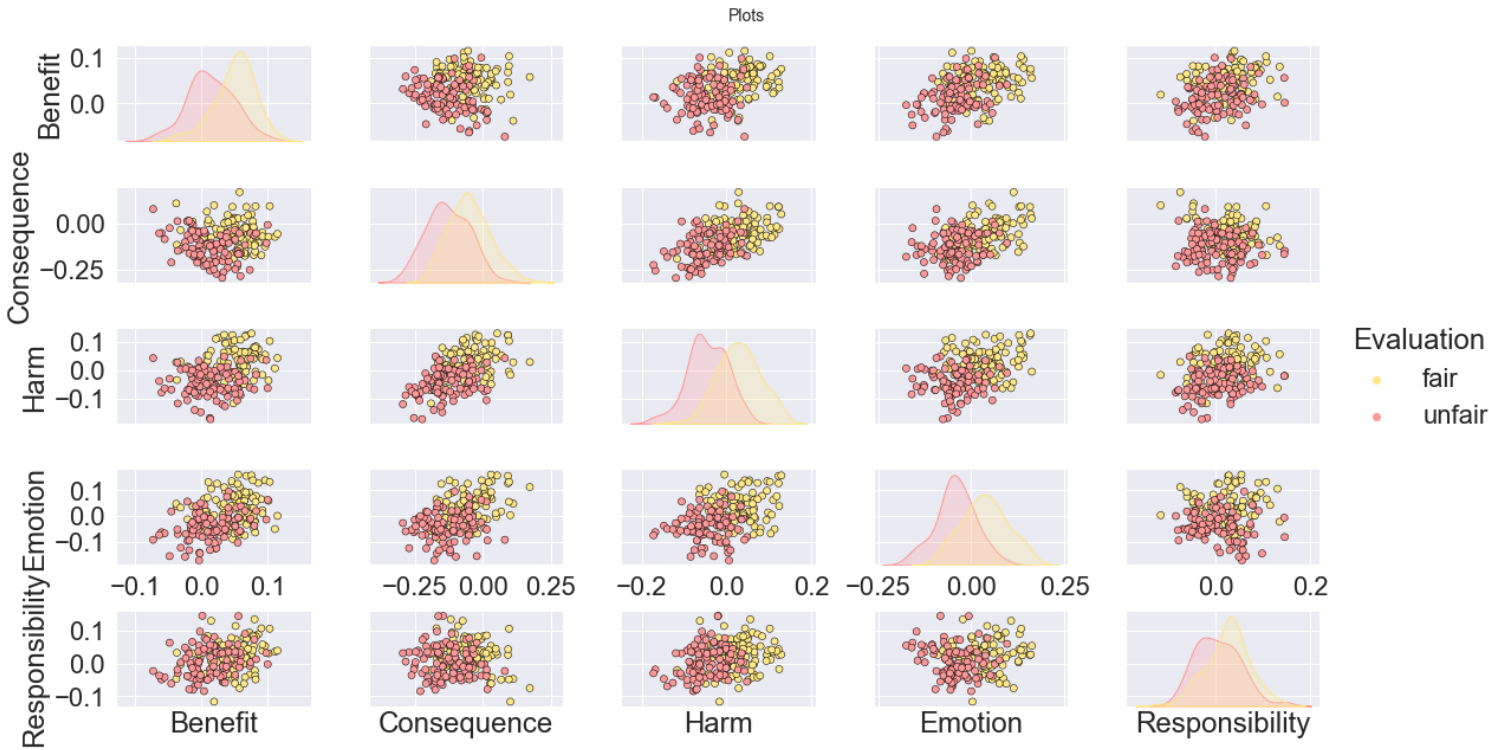 Plots
Benefit
0.1
0.0
Consequence
0.00
−0.25
Harm
0.1
0.0
−0.1
Evaluation
fair
unfair
Emotion
0.1
0.0
−0.1
−0.1 0.0 0.1
−0.25 0.00 0.25
−0.2 0.0 0.2
−0.25 0.00 0.25
0.0 0.2
Responsibility
0.1
0.0
−0.1
Benefit Consequence Harm Emotion Responsibility